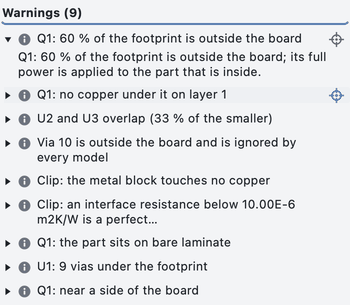 Warnings (9)
Q1: 60 % of the footprint is outside the board
Q1: 60 % of the footprint is outside the board; its full
power is applied to the part that is inside.
Q1: no copper under it on layer 1
U2 and U3 overlap (33 % of the smaller)
Via 10 is outside the board and is ignored by
every model
Clip: the metal block touches no copper
Clip: an interface resistance below 10.00E-6
m2K/W is a perfect...
Q1: the part sits on bare laminate
U1: 9 vias under the footprint
Q1: near a side of the board